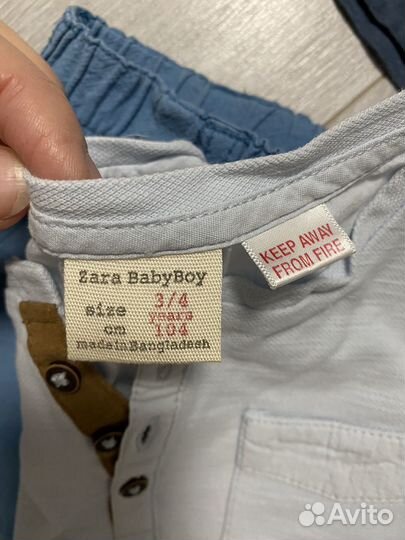 Zara BabyBoy
size 3/4
years
cm 104
made in Bangladesh
KEEP AWAY
FROM FIRE
Avito